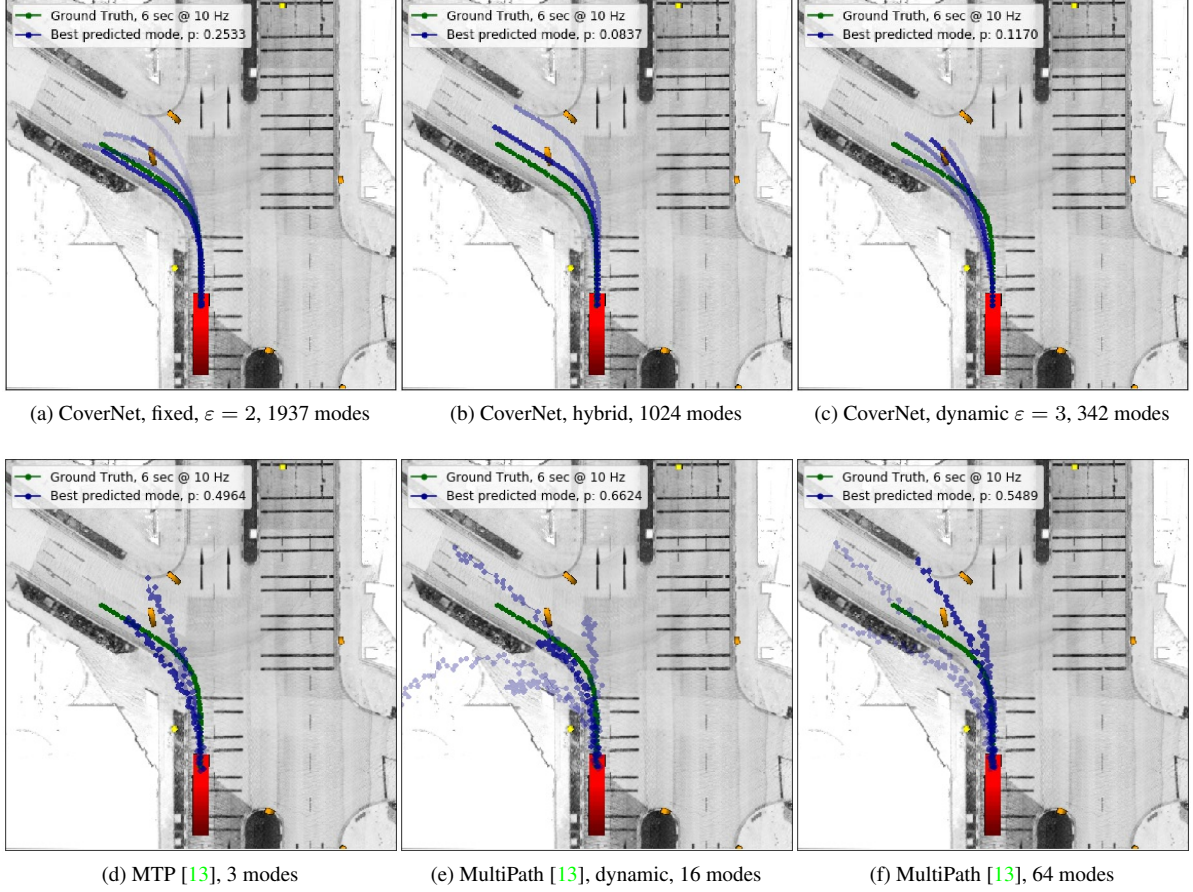 Ground Truth, 6 sec @ 10 Hz
Best predicted mode, p: 0.2533
Ground Truth, 6 sec @ 10 Hz
Best predicted mode, p: 0.0837
Ground Truth, 6 sec @ 10 Hz
Best predicted mode, p: 0.1170
(a) CoverNet, fixed, ε = 2, 1937 modes
(b) CoverNet, hybrid, 1024 modes
(c) CoverNet, dynamic ε = 3, 342 modes
Ground Truth, 6 sec @ 10 Hz
Best predicted mode, p: 0.4964
Ground Truth, 6 sec @ 10 Hz
Best predicted mode, p: 0.6624
Ground Truth, 6 sec @ 10 Hz
Best predicted mode, p: 0.5489
(d) MTP [13], 3 modes
(e) MultiPath [13], dynamic, 16 modes
(f) MultiPath [13], 64 modes